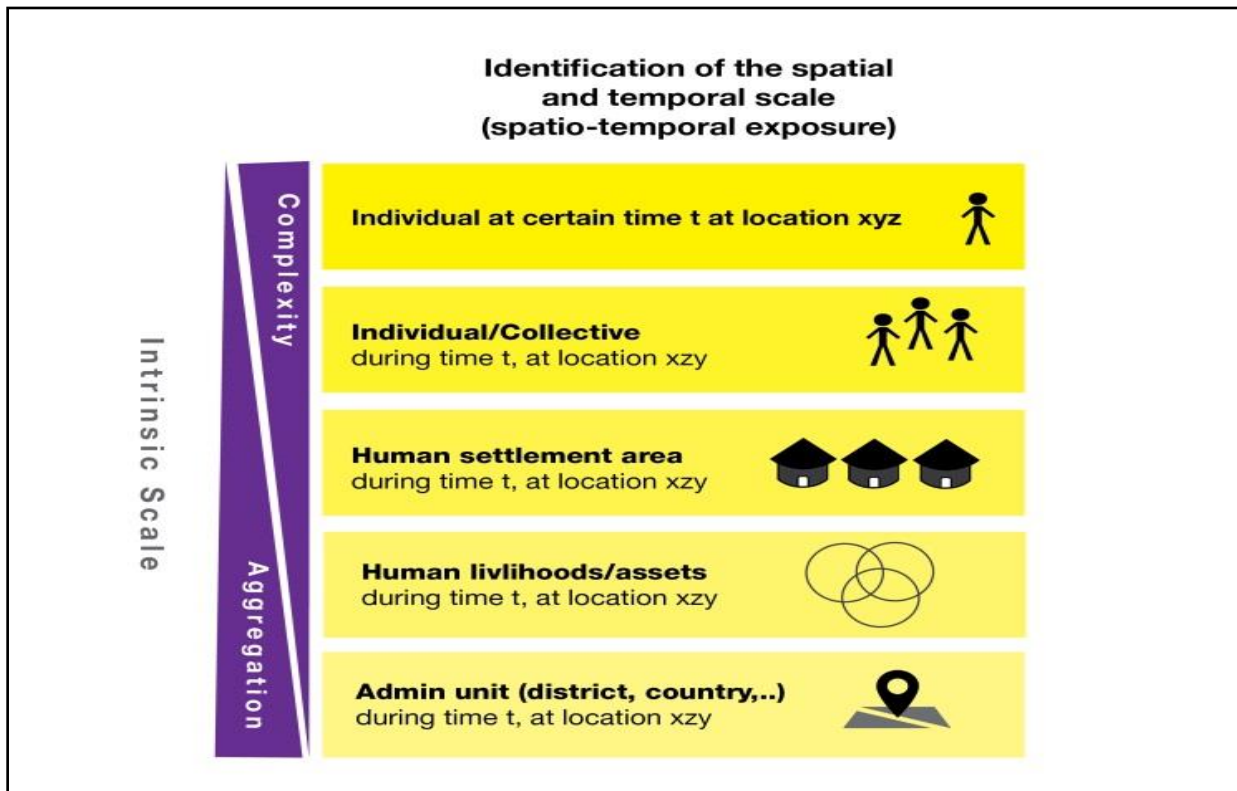 Identification of the spatial
and temporal scale
(spatio-temporal exposure)
Intrinsic Scale
Complexity
Aggregation
Individual at certain time t at location xyz
Individual/Collective
during time t, at location xzy
Human settlement area
during time t, at location xzy
Human livlihoods/assets
during time t, at location xzy
Admin unit (district, country,..)
during time t, at location xzy